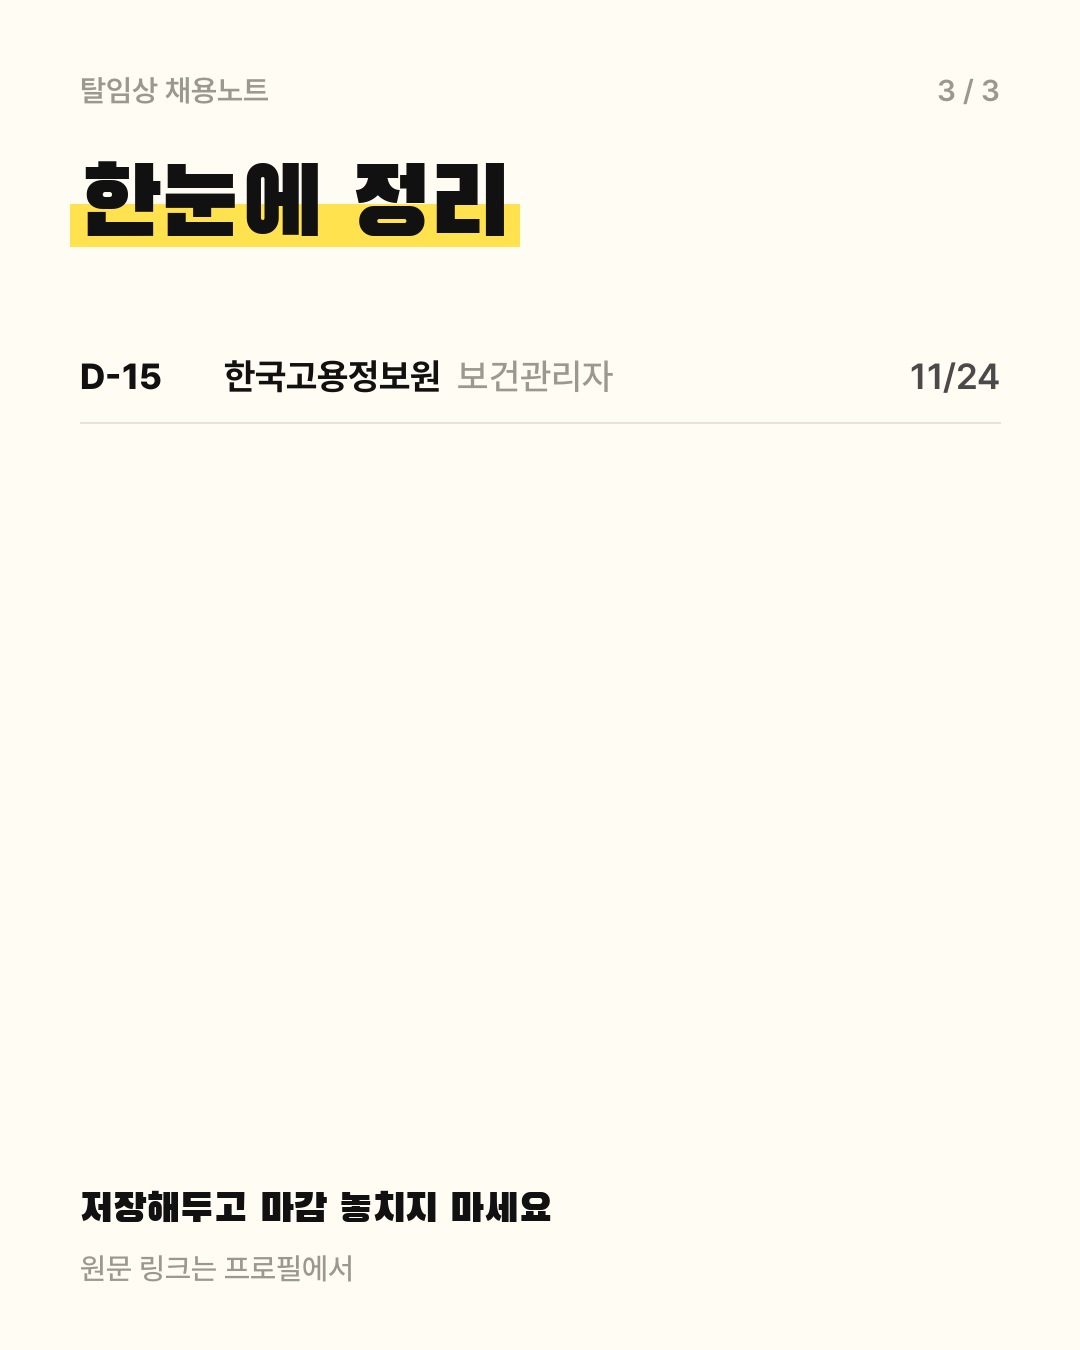 탈임상 채용노트
3 / 3
한눈에 정리
D-15 한국고용정보원 보건관리자 11/24
저장해두고 마감 놓치지 마세요
원문 링크는 프로필에서